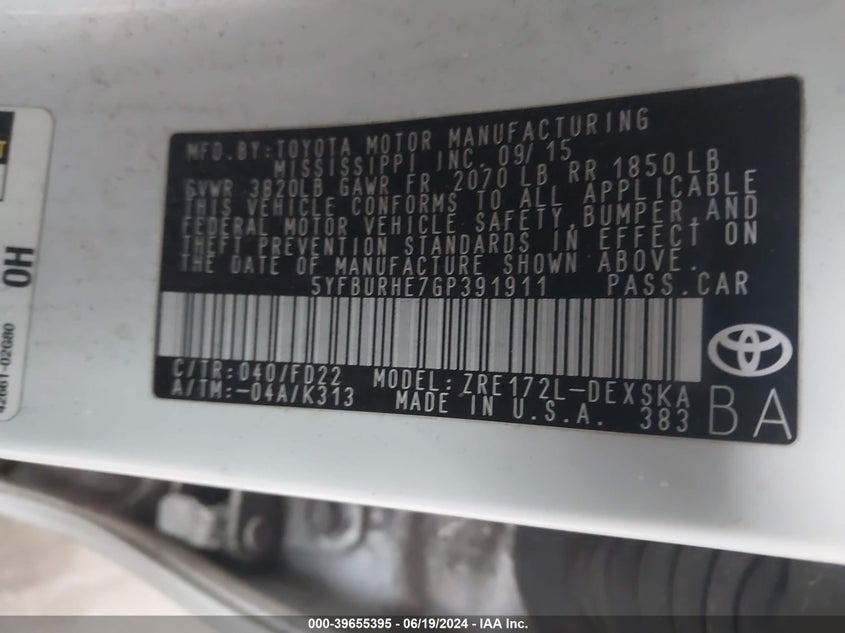 MFD.BY:TOYOTA MOTOR MANUFACTURING
MISSISSIPPI INC. 09/15
GVWR 3820LB GAWR FR 2070 LB RR 1850 LB
THIS VEHICLE CONFORMS TO ALL APPLICABLE
FEDERAL MOTOR VEHICLE SAFETY,BUMPER,AND
THEFT PREVENTION STANDARDS IN EFFECT ON
THE DATE OF MANUFACTURING SHOWN ABOVE.
5YFBURHE7GP391911 PASS.CAR
C/TR:040/FD22 MODEL:ZRE172L-DEXSKA
A/TM:-04A/K313 MADE IN U.S.A. 383
BA
OH
42661-02G80
000-39655395 - 06/19/2024 - IAA Inc.